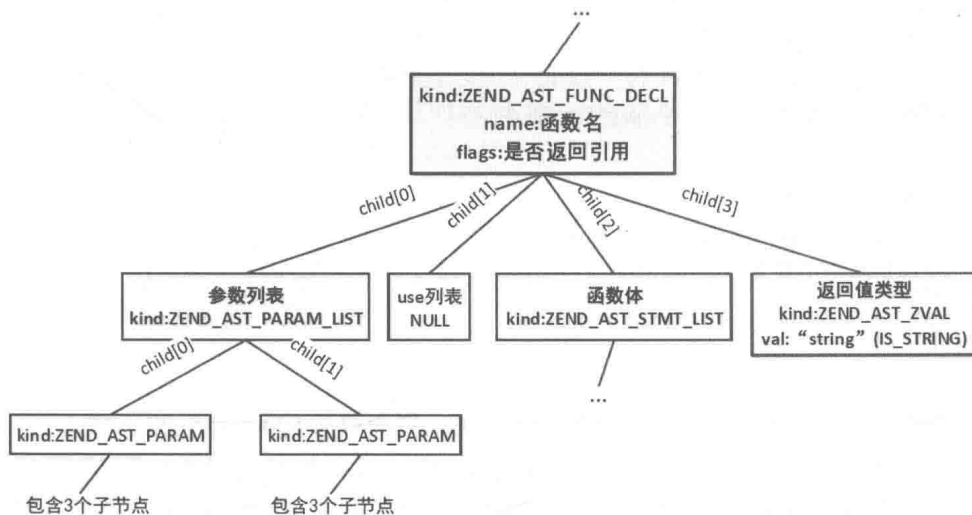 ...
kind:ZEND_AST_FUNC_DECL
name:函数名
flags:是否返回引用
child[0]
child[1]
child[2]
child[3]
参数列表
kind:ZEND_AST_PARAM_LIST
use列表
NULL
函数体
kind:ZEND_AST_STMT_LIST
返回值类型
kind:ZEND_AST_ZVAL
val: “string” (IS_STRING)
child[0]
child[1]
...
kind:ZEND_AST_PARAM
kind:ZEND_AST_PARAM
包含3个子节点
包含3个子节点